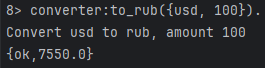 8> converter:to_rub({usd, 100}).
Convert usd to rub, amount 100
{ok,7550.0}